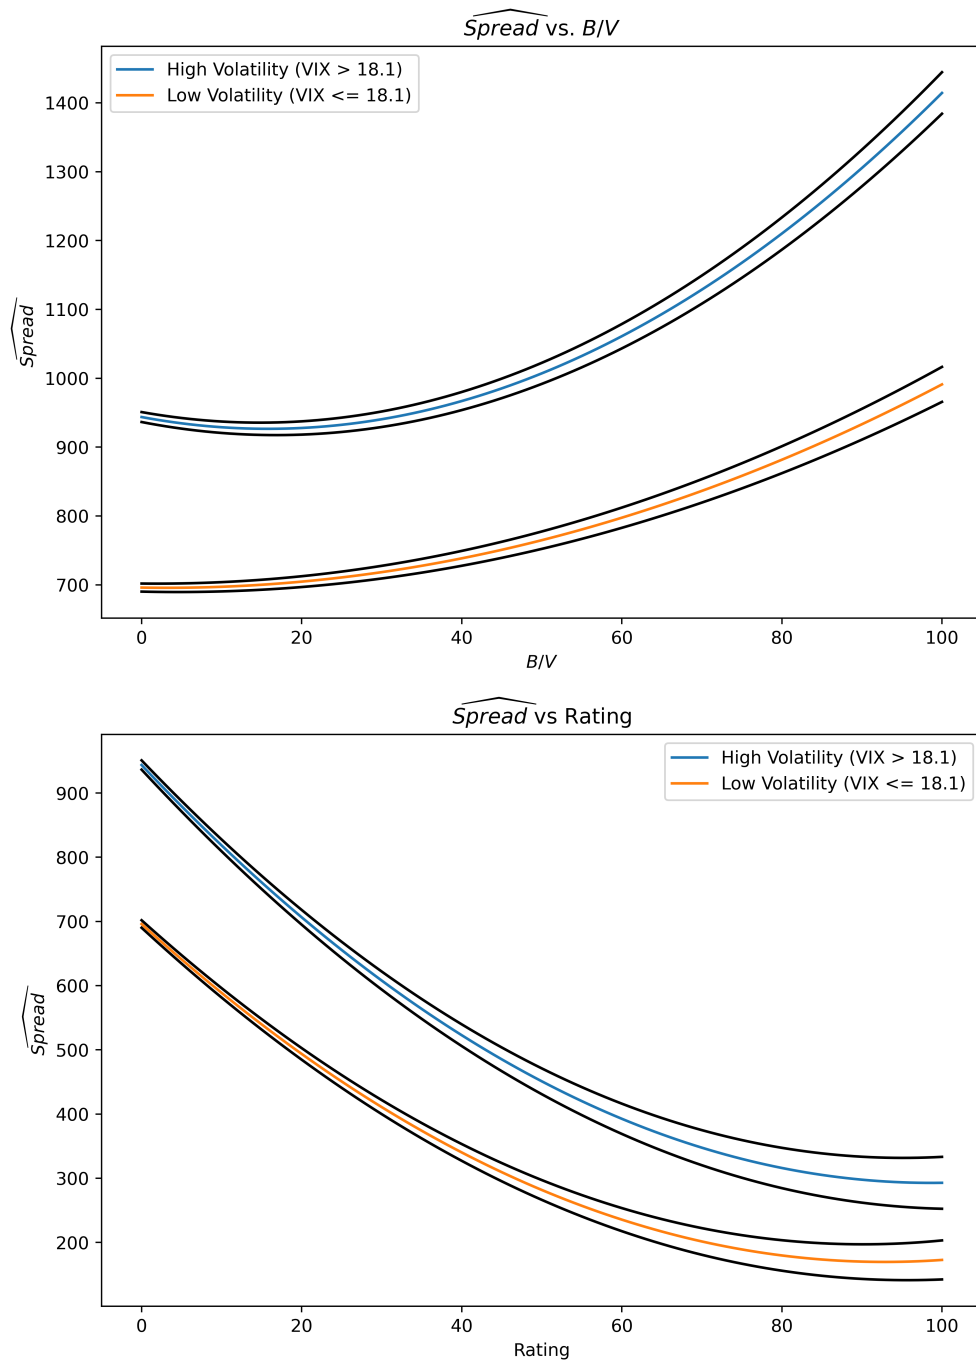 Spread vs. B/V
High Volatility (VIX > 18.1)
Low Volatility (VIX <= 18.1)
1400
1300
1200
1100
1000
900
800
700
Spread
0 20 40 60 80 100
B/V
Spread vs Rating
High Volatility (VIX > 18.1)
Low Volatility (VIX <= 18.1)
900
800
700
600
500
400
300
200
Spread
0 20 40 60 80 100
Rating